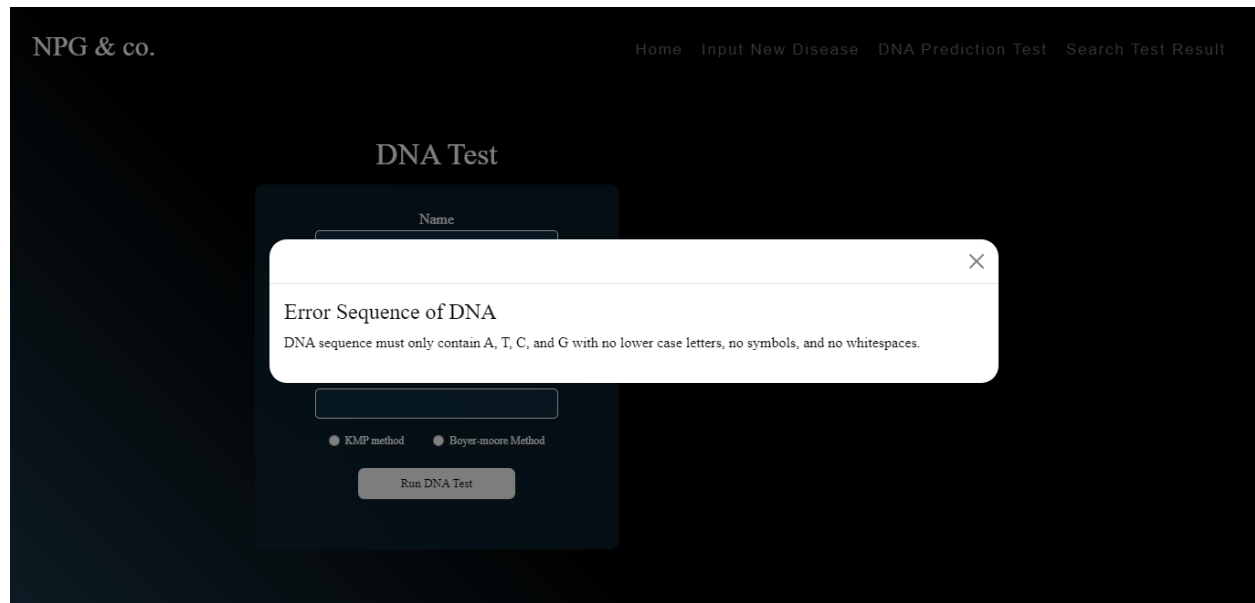 NPG & co.
Home Input New Disease DNA Prediction Test Search Test Result
DNA Test
Name
Error Sequence of DNA
DNA sequence must only contain A, T, C, and G with no lower case letters, no symbols, and no whitespaces.
KMP method Boyer-moore Method
Run DNA Test